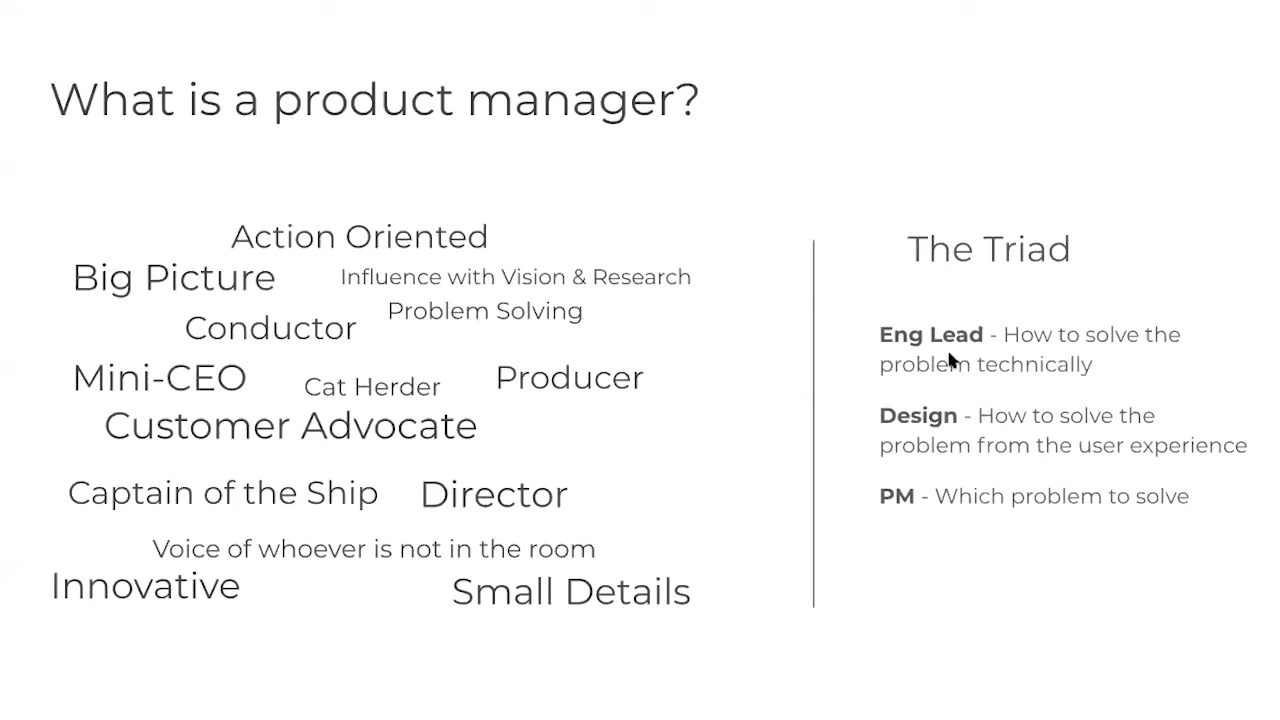 What is a product manager?
Action Oriented
Big Picture
Influence with Vision & Research
Problem Solving
Conductor
Mini-CEO
Cat Herder
Producer
Customer Advocate
Captain of the Ship
Director
Voice of whoever is not in the room
Innovative
Small Details
The Triad
Eng Lead - How to solve the
problem technically
Design - How to solve the
problem from the user experience
PM - Which problem to solve